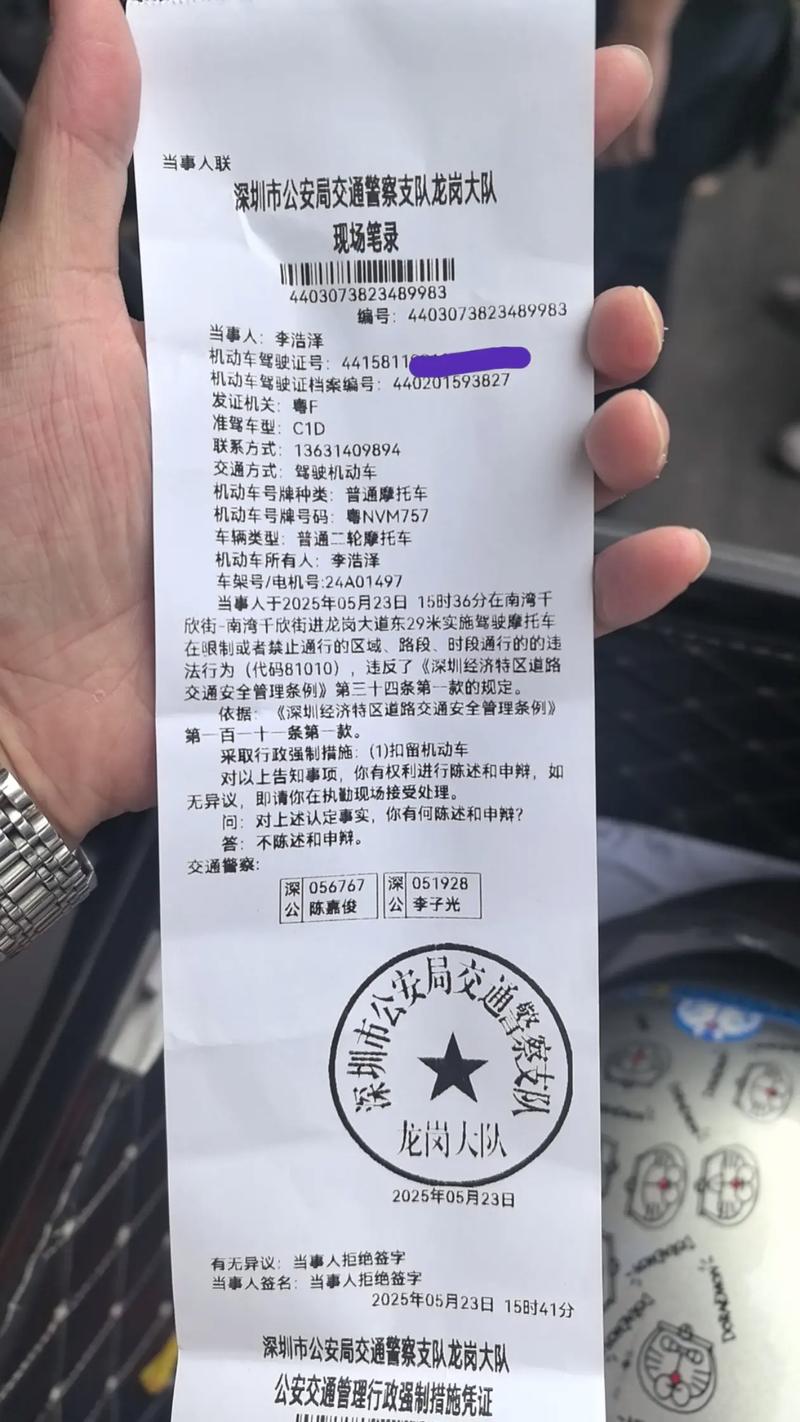 当事人联
深圳市公安局交通警察支队龙岗大队
现场笔录
4403073823489983
编号：4403073823489983
当事人：李浩泽
机动车驾驶证号：44158119
机动车驾驶证档案编号：440201593827
发证机关：粤F
准驾车型：C1D
联系方式：13631409894
交通方式：驾驶机动车
机动车号牌种类：普通摩托车
机动车号牌号码：粤NVM757
车辆类型：普通二轮摩托车
机动车所有人：李浩泽
车架号/电机号:24A01497
当事人于2025年05月23日 15时36分在南湾千
欣街-南湾千欣街进龙岗大道东29米实施驾驶摩托车
在限制或者禁止通行的区域、路段、时段通行的的违
法行为（代码81010），违反了《深圳经济特区道路
交通安全管理条例》第三十四条第一款的规定。
依据：《深圳经济特区道路交通安全管理条例》
第一百一十一条第一款。
采取行政强制措施：(1)扣留机动车
对以上告知事项，你有权利进行陈述和申辩，如
无异议，即请你在执勤现场接受处理。
问：对上述认定事实，你有何陈述和申辩？
答：不陈述和申辩。
交通警察：
深公 056767 陈嘉俊 深公 051928 李子光
深圳市公安局交通警察支队
龙岗大队
2025年05月23日
有无异议：当事人拒绝签字
当事人签名：当事人拒绝签字
2025年05月23日 15时41分
深圳市公安局交通警察支队龙岗大队
公安交通管理行政强制措施凭证
DORAEMON